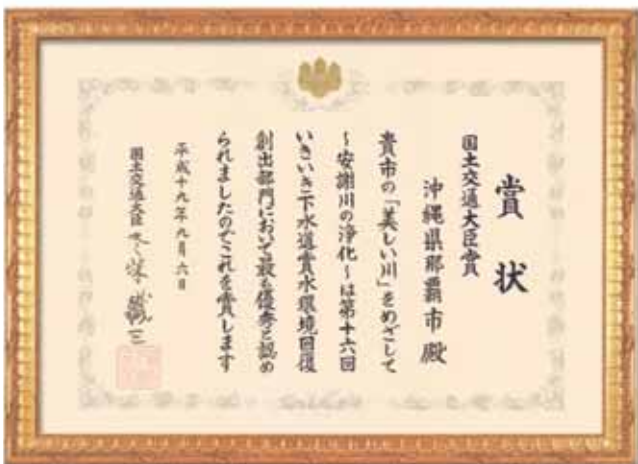 賞状
国土交通大臣賞
沖縄県那覇市殿
貴市の「美しい川」をめざして
～安謝川の浄化～は第十六回
いきいき下水道賞水環境回復
創出部門において最も優秀と認め
られましたのでこれを賞します
平成十九年九月六日
国土交通大臣 冬柴鐵三